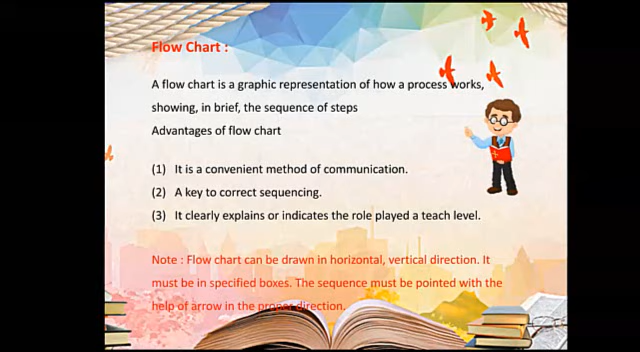 Flow Chart :
A flow chart is a graphic representation of how a process works,
showing, in brief, the sequence of steps
Advantages of flow chart
(1) It is a convenient method of communication.
(2) A key to correct sequencing.
(3) It clearly explains or indicates the role played a teach level.
Note : Flow chart can be drawn in horizontal, vertical direction. It
must be in specified boxes. The sequence must be pointed with the
help of arrow in the proper direction.